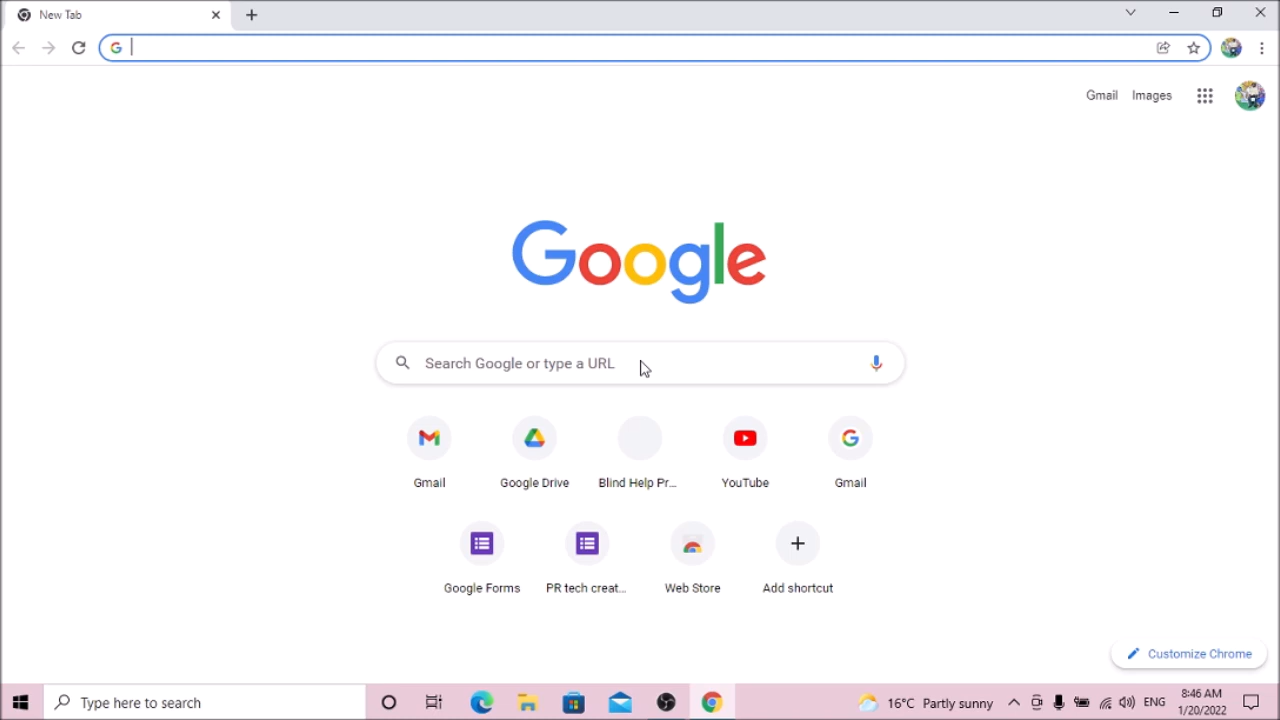 New Tab
Gmail Images
Google
Search Google or type a URL
Gmail Google Drive Blind Help Pr... YouTube Gmail
Google Forms PR tech creat... Web Store Add shortcut
Customize Chrome
Type here to search
16°C Partly sunny
ENG
8:46 AM
1/20/2022